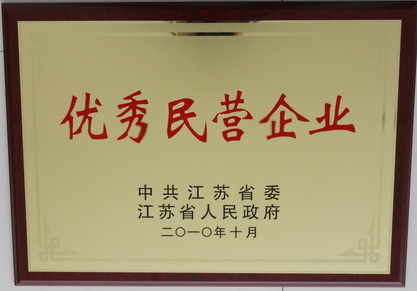 优秀民营企业
中共江苏省委
江苏省人民政府
二〇一〇年十月